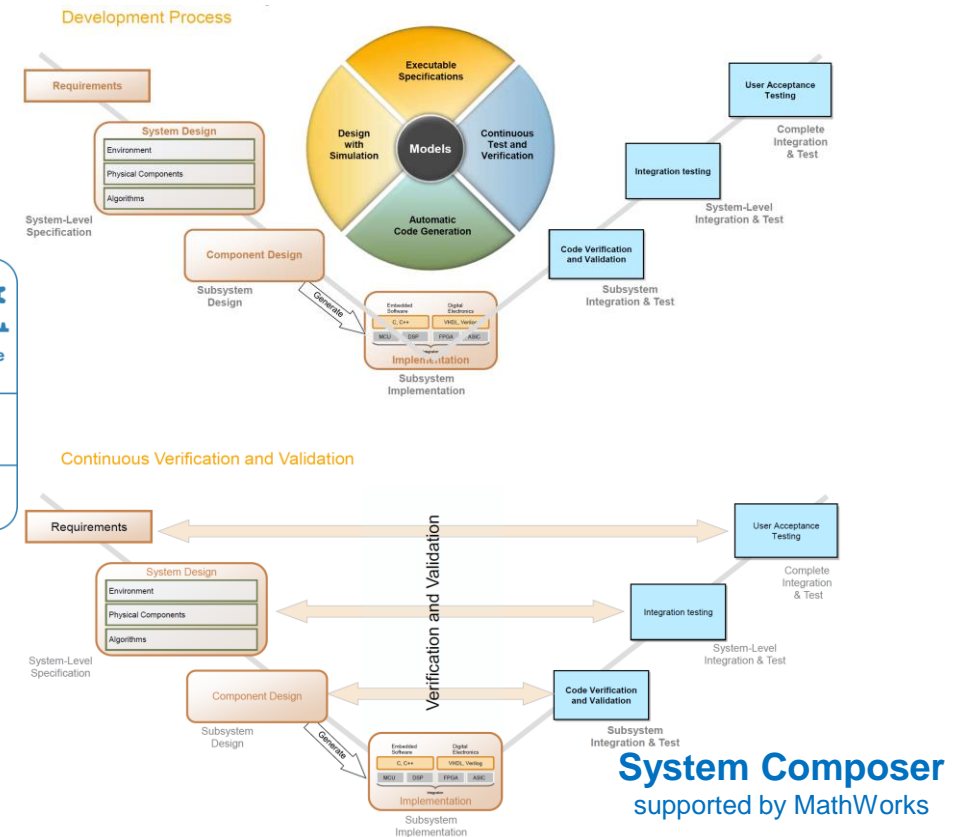 Development Process
Requirements
System Design
Environment
Physical Components
Algorithms
System-Level
Specification
Component Design
Subsystem
Design
Generate
Executable
Specifications
Design
with
Simulation
Models
Continuous
Test and
Verification
Automatic
Code Generation
Embedded
Software
Digital
Electronics
C, C++
VHDL, Verilog
MCU
DSP
FPGA
ASIC
Integration
Implementation
Subsystem
Implementation
Code Verification
and Validation
Subsystem
Integration & Test
Integration testing
System-Level
Integration & Test
User Acceptance
Testing
Complete
Integration
& Test
e
Continuous Verification and Validation
Requirements
System Design
Environment
Physical Components
Algorithms
System-Level
Specification
Component Design
Subsystem
Design
Generate
Verification and Validation
Embedded
Software
Digital
Electronics
C, C++
VHDL, Verilog
MCU
DSP
FPGA
ASIC
Integration
Implementation
Subsystem
Implementation
Code Verification
and Validation
Subsystem
Integration & Test
Integration testing
System-Level
Integration & Test
User Acceptance
Testing
Complete
Integration
& Test
System Composer
supported by MathWorks